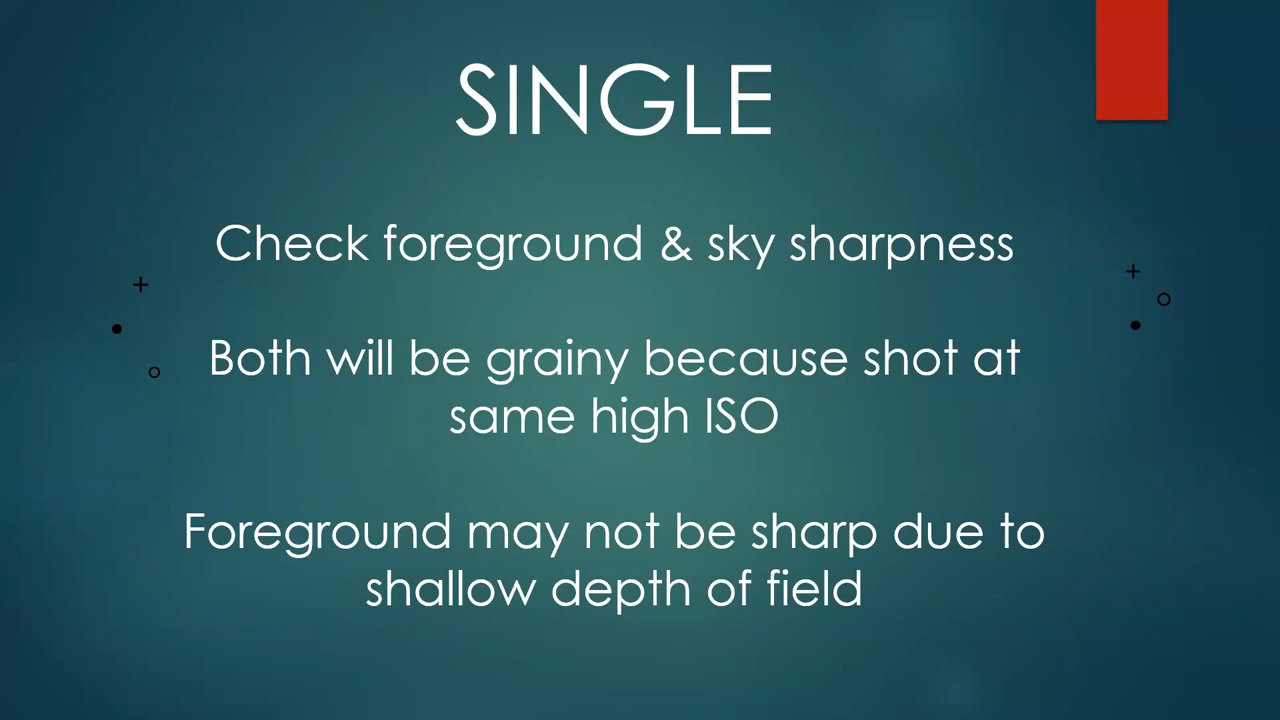 SINGLE
Check foreground & sky sharpness
Both will be grainy because shot at
same high ISO
Foreground may not be sharp due to
shallow depth of field